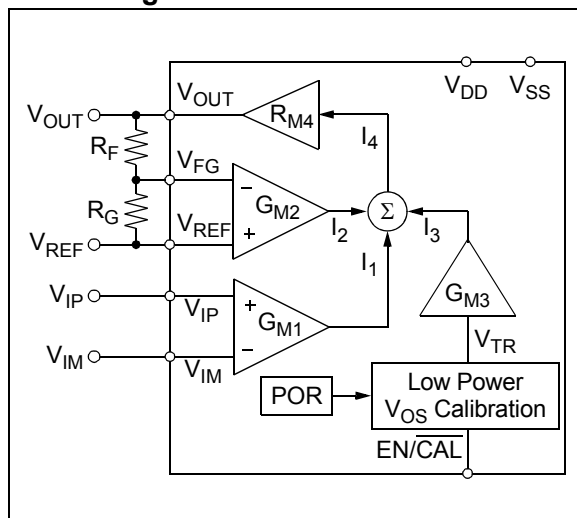 V_DD
V_SS
V_OUT
V_OUT
R_M4
R_F
I_4
V_FG
−
G_M2
Σ
R_G
V_REF
+
I_2
I_3
V_REF
I_1
V_IP
+
G_M1
G_M3
V_IP
V_TR
V_IM
−
V_IM
POR
Low Power
V_OS Calibration
EN/C̅A̅L̅